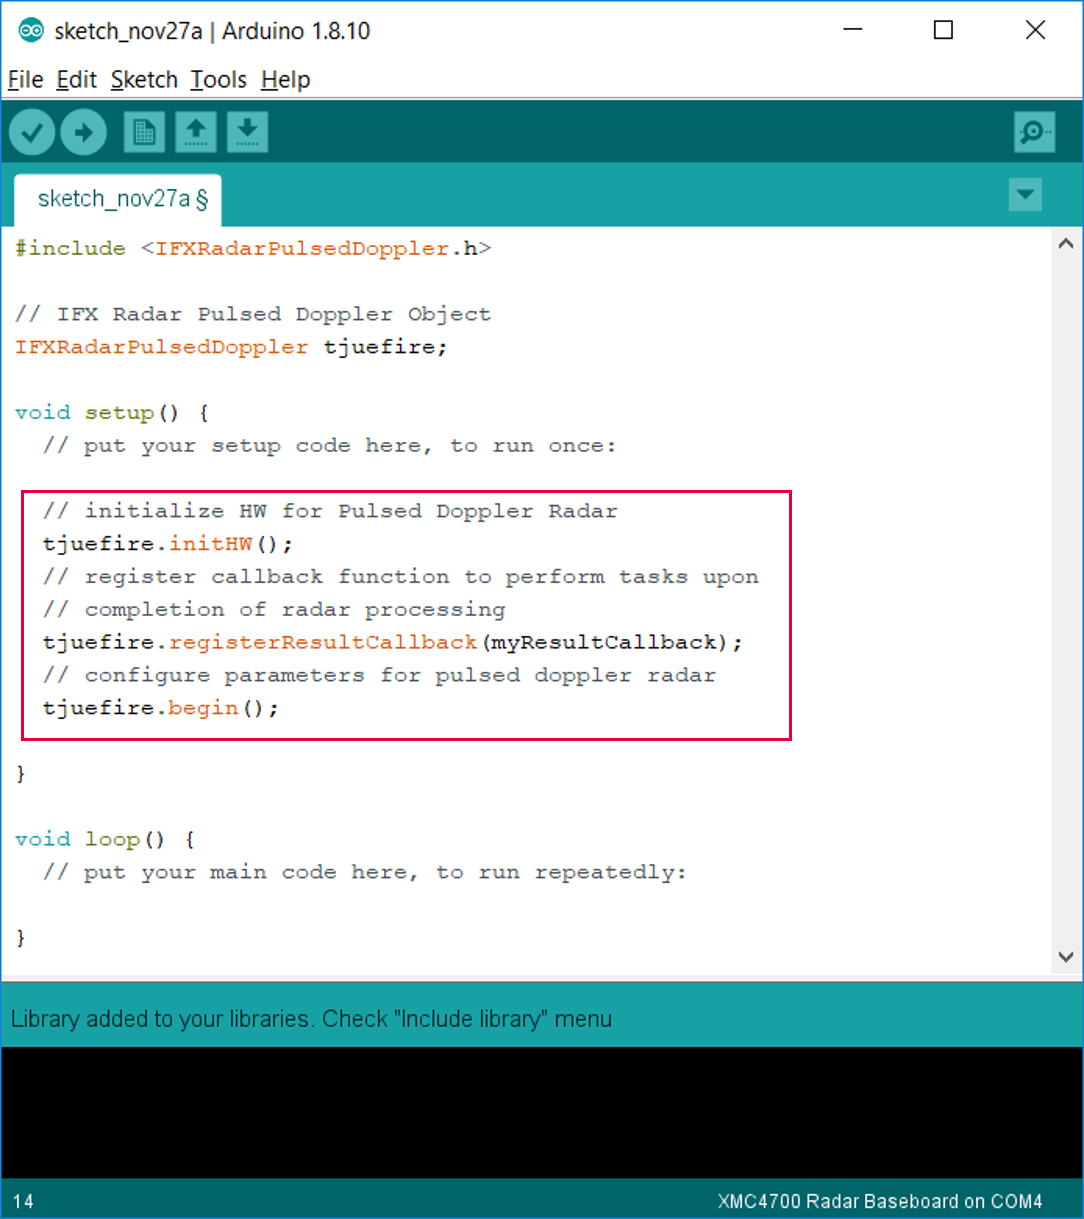 sketch_nov27a | Arduino 1.8.10
File Edit Sketch Tools Help
sketch_nov27a §
#include <IFXRadarPulsedDoppler.h>
// IFX Radar Pulsed Doppler Object
IFXRadarPulsedDoppler tjuefire;
void setup() {
// put your setup code here, to run once:
// initialize HW for Pulsed Doppler Radar
tjuefire.initHW();
// register callback function to perform tasks upon
// completion of radar processing
tjuefire.registerResultCallback(myResultCallback);
// configure parameters for pulsed doppler radar
tjuefire.begin();
}
void loop() {
// put your main code here, to run repeatedly:
}
Library added to your libraries. Check "Include library" menu
14 XMC4700 Radar Baseboard on COM4